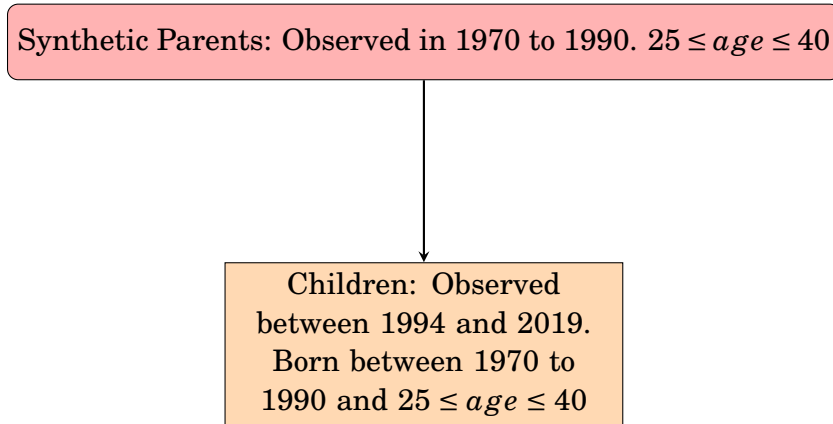 Synthetic Parents: Observed in 1970 to 1990. 25 ≤ age ≤ 40
Children: Observed
between 1994 and 2019.
Born between 1970 to
1990 and 25 ≤ age ≤ 40